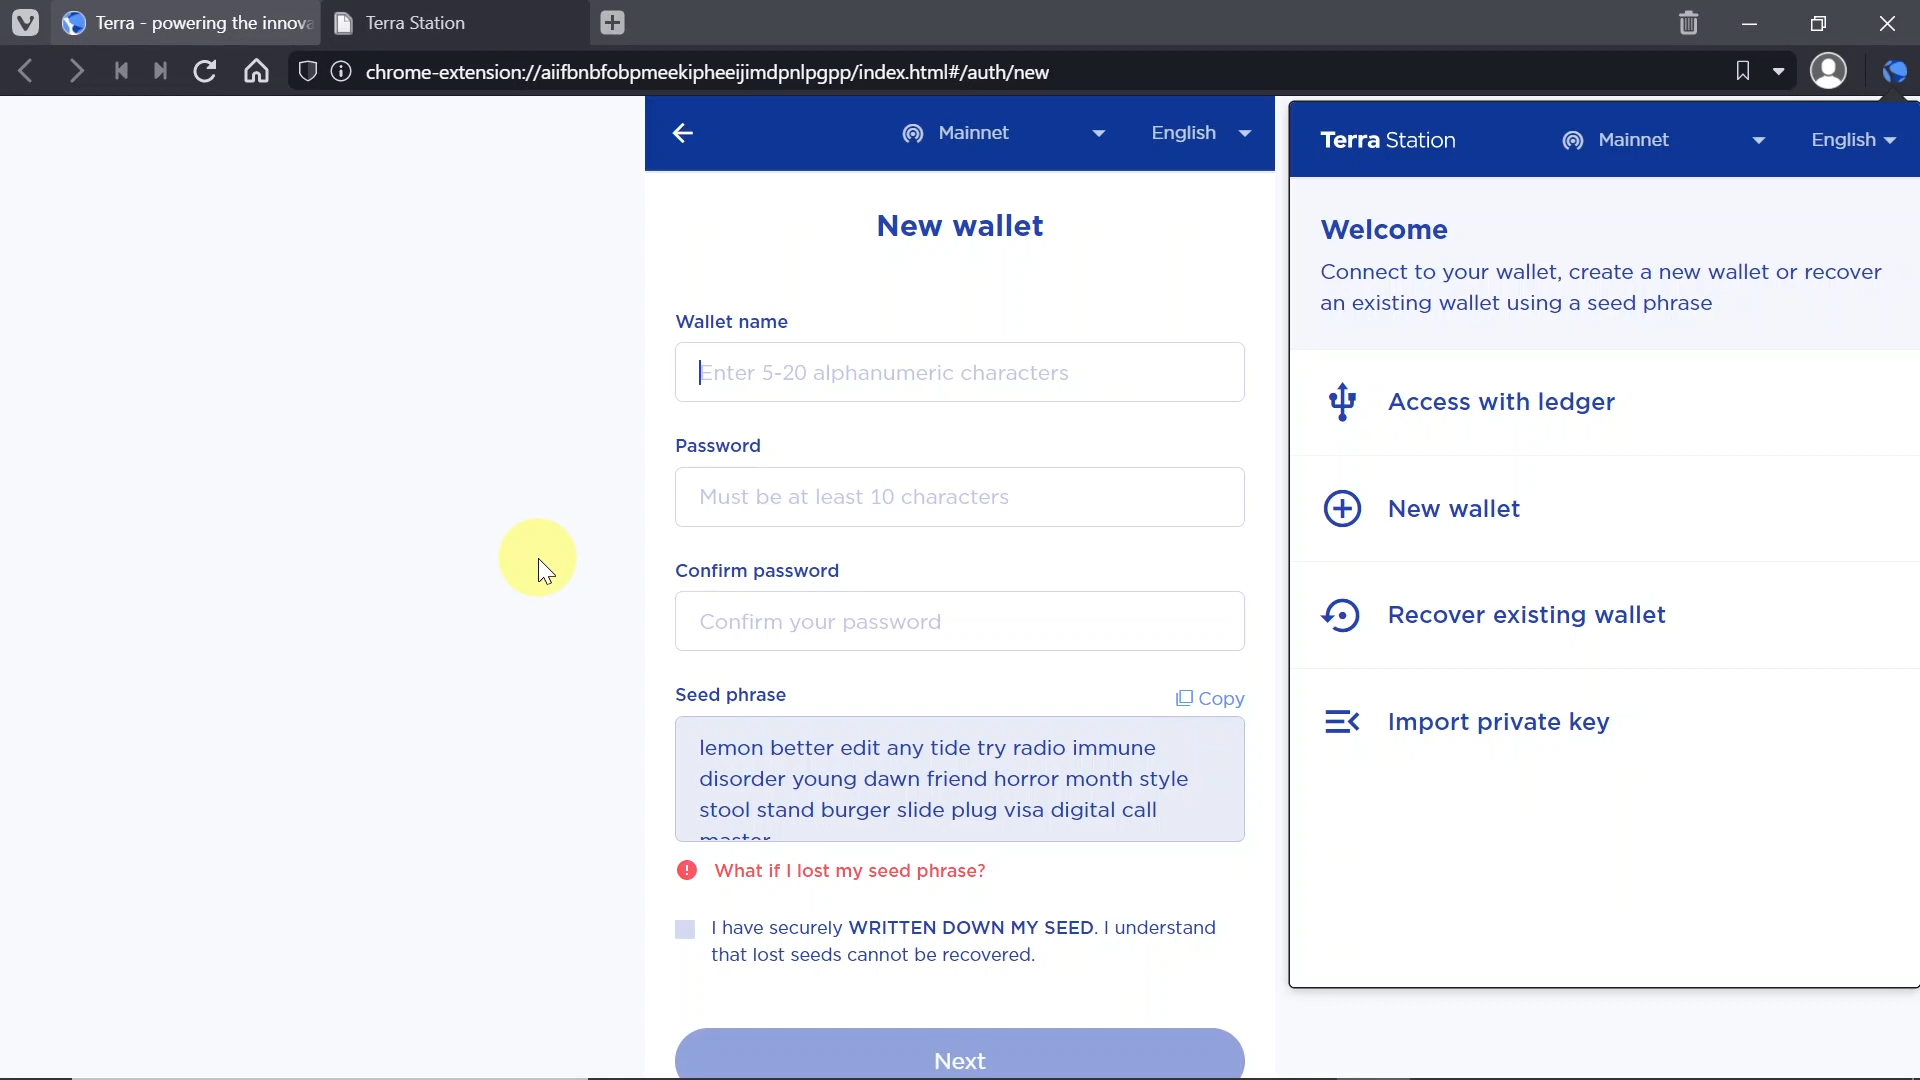 Terra - powering the innova
Terra Station
chrome-extension://aiifbnbfobpmeekipheeijimdpnlpgpp/index.html#/auth/new
Mainnet
English
New wallet
Wallet name
Enter 5-20 alphanumeric characters
Password
Must be at least 10 characters
Confirm password
Confirm your password
Seed phrase
Copy
lemon better edit any tide try radio immune
disorder young dawn friend horror month style
stool stand burger slide plug visa digital call
master
What if I lost my seed phrase?
I have securely WRITTEN DOWN MY SEED. I understand
that lost seeds cannot be recovered.
Next
Terra Station
Mainnet
English
Welcome
Connect to your wallet, create a new wallet or recover
an existing wallet using a seed phrase
Access with ledger
New wallet
Recover existing wallet
Import private key